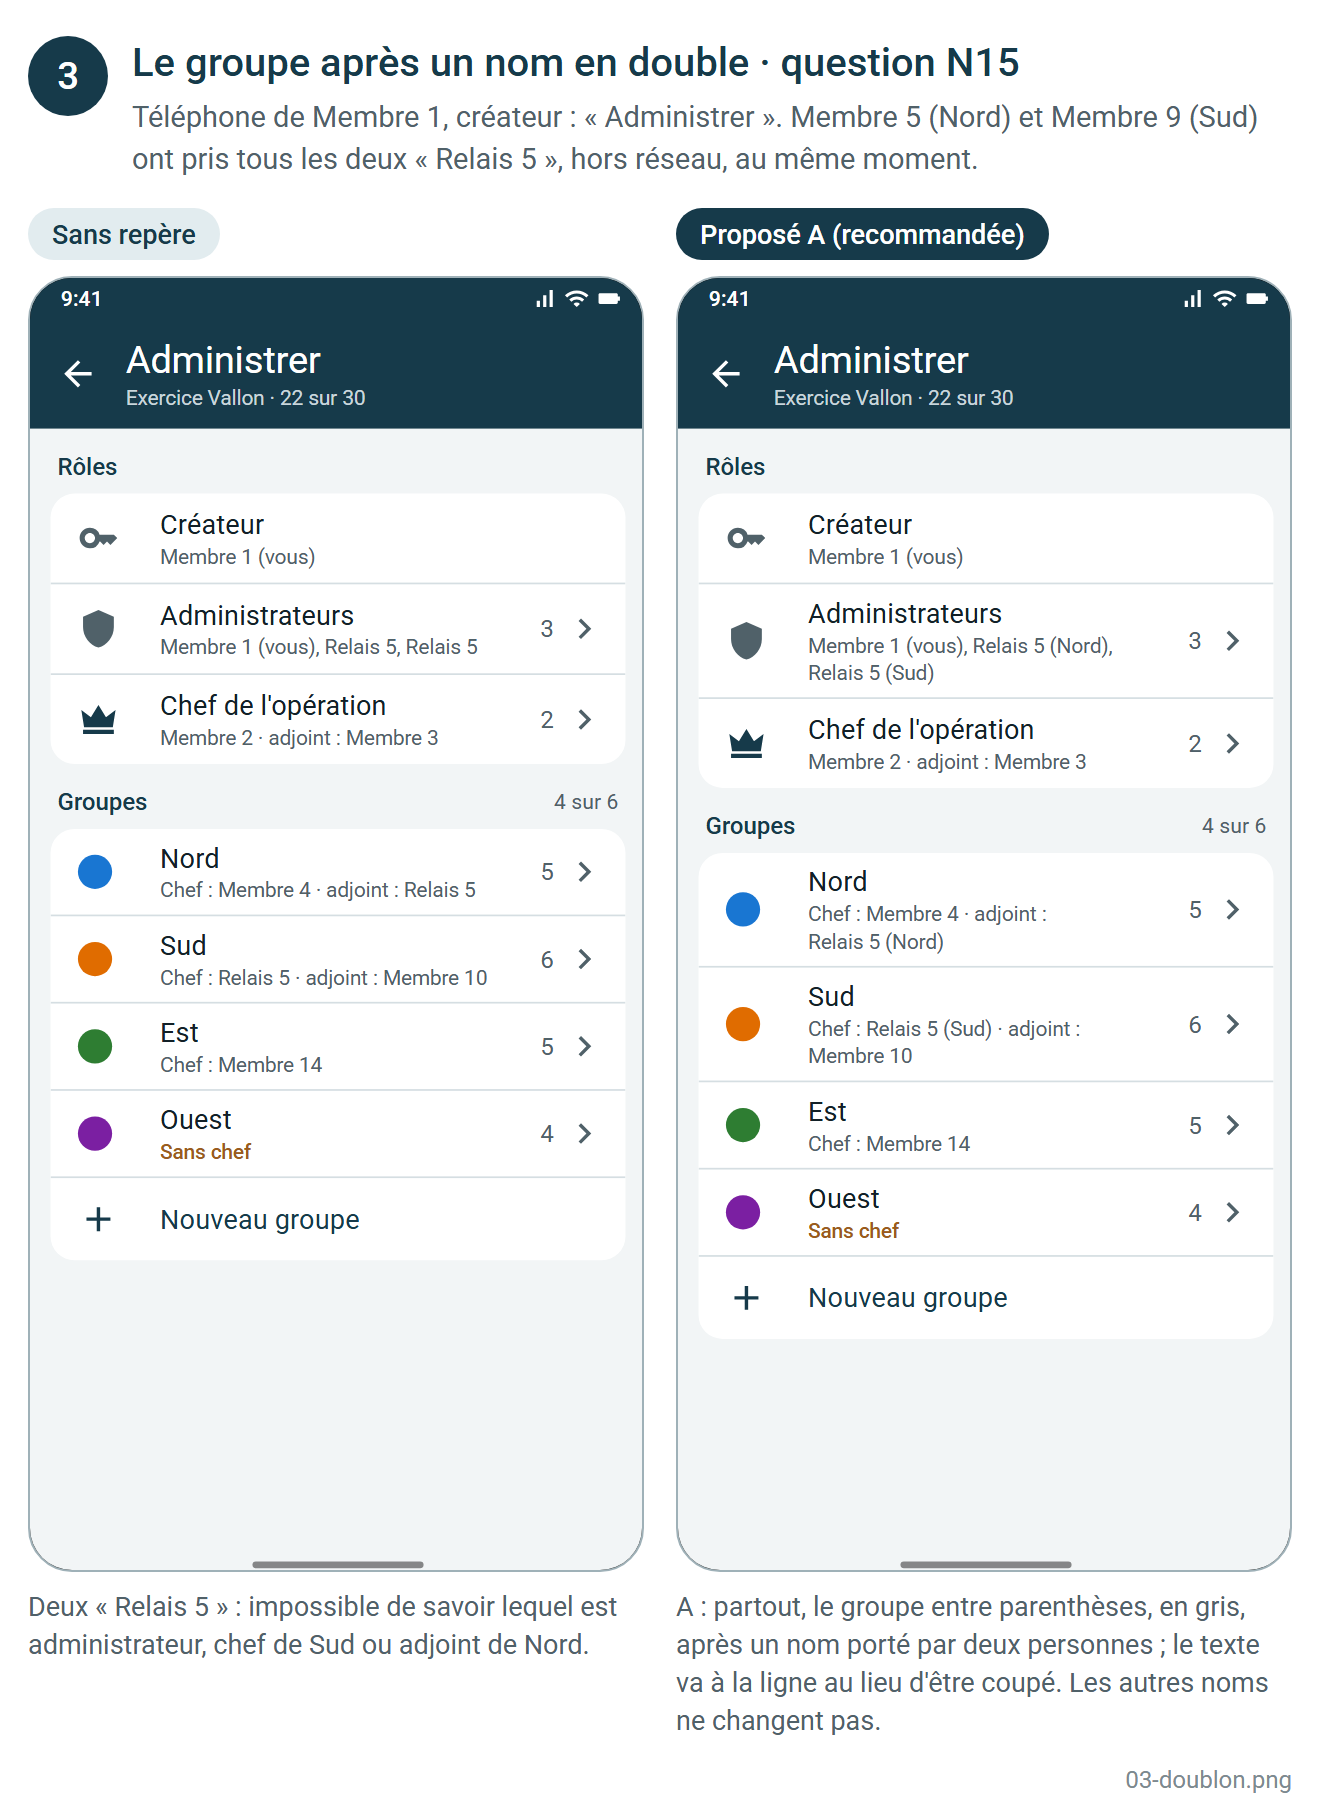 3
Le groupe après un nom en double · question N15
Téléphone de Membre 1, créateur : « Administrer ». Membre 5 (Nord) et Membre 9 (Sud)
ont pris tous les deux « Relais 5 », hors réseau, au même moment.
Sans repère
9:41
Administrer
Exercice Vallon · 22 sur 30
Rôles
Créateur
Membre 1 (vous)
Administrateurs
Membre 1 (vous), Relais 5, Relais 5
3
Chef de l'opération
Membre 2 · adjoint : Membre 3
2
Groupes
4 sur 6
Nord
Chef : Membre 4 · adjoint : Relais 5
5
Sud
Chef : Relais 5 · adjoint : Membre 10
6
Est
Chef : Membre 14
5
Ouest
Sans chef
4
Nouveau groupe
Deux « Relais 5 » : impossible de savoir lequel est
administrateur, chef de Sud ou adjoint de Nord.
Proposé A (recommandée)
9:41
Administrer
Exercice Vallon · 22 sur 30
Rôles
Créateur
Membre 1 (vous)
Administrateurs
Membre 1 (vous), Relais 5 (Nord),
Relais 5 (Sud)
3
Chef de l'opération
Membre 2 · adjoint : Membre 3
2
Groupes
4 sur 6
Nord
Chef : Membre 4 · adjoint :
Relais 5 (Nord)
5
Sud
Chef : Relais 5 (Sud) · adjoint :
Membre 10
6
Est
Chef : Membre 14
5
Ouest
Sans chef
4
Nouveau groupe
A : partout, le groupe entre parenthèses, en gris,
après un nom porté par deux personnes ; le texte
va à la ligne au lieu d'être coupé. Les autres noms
ne changent pas.
03-doublon.png